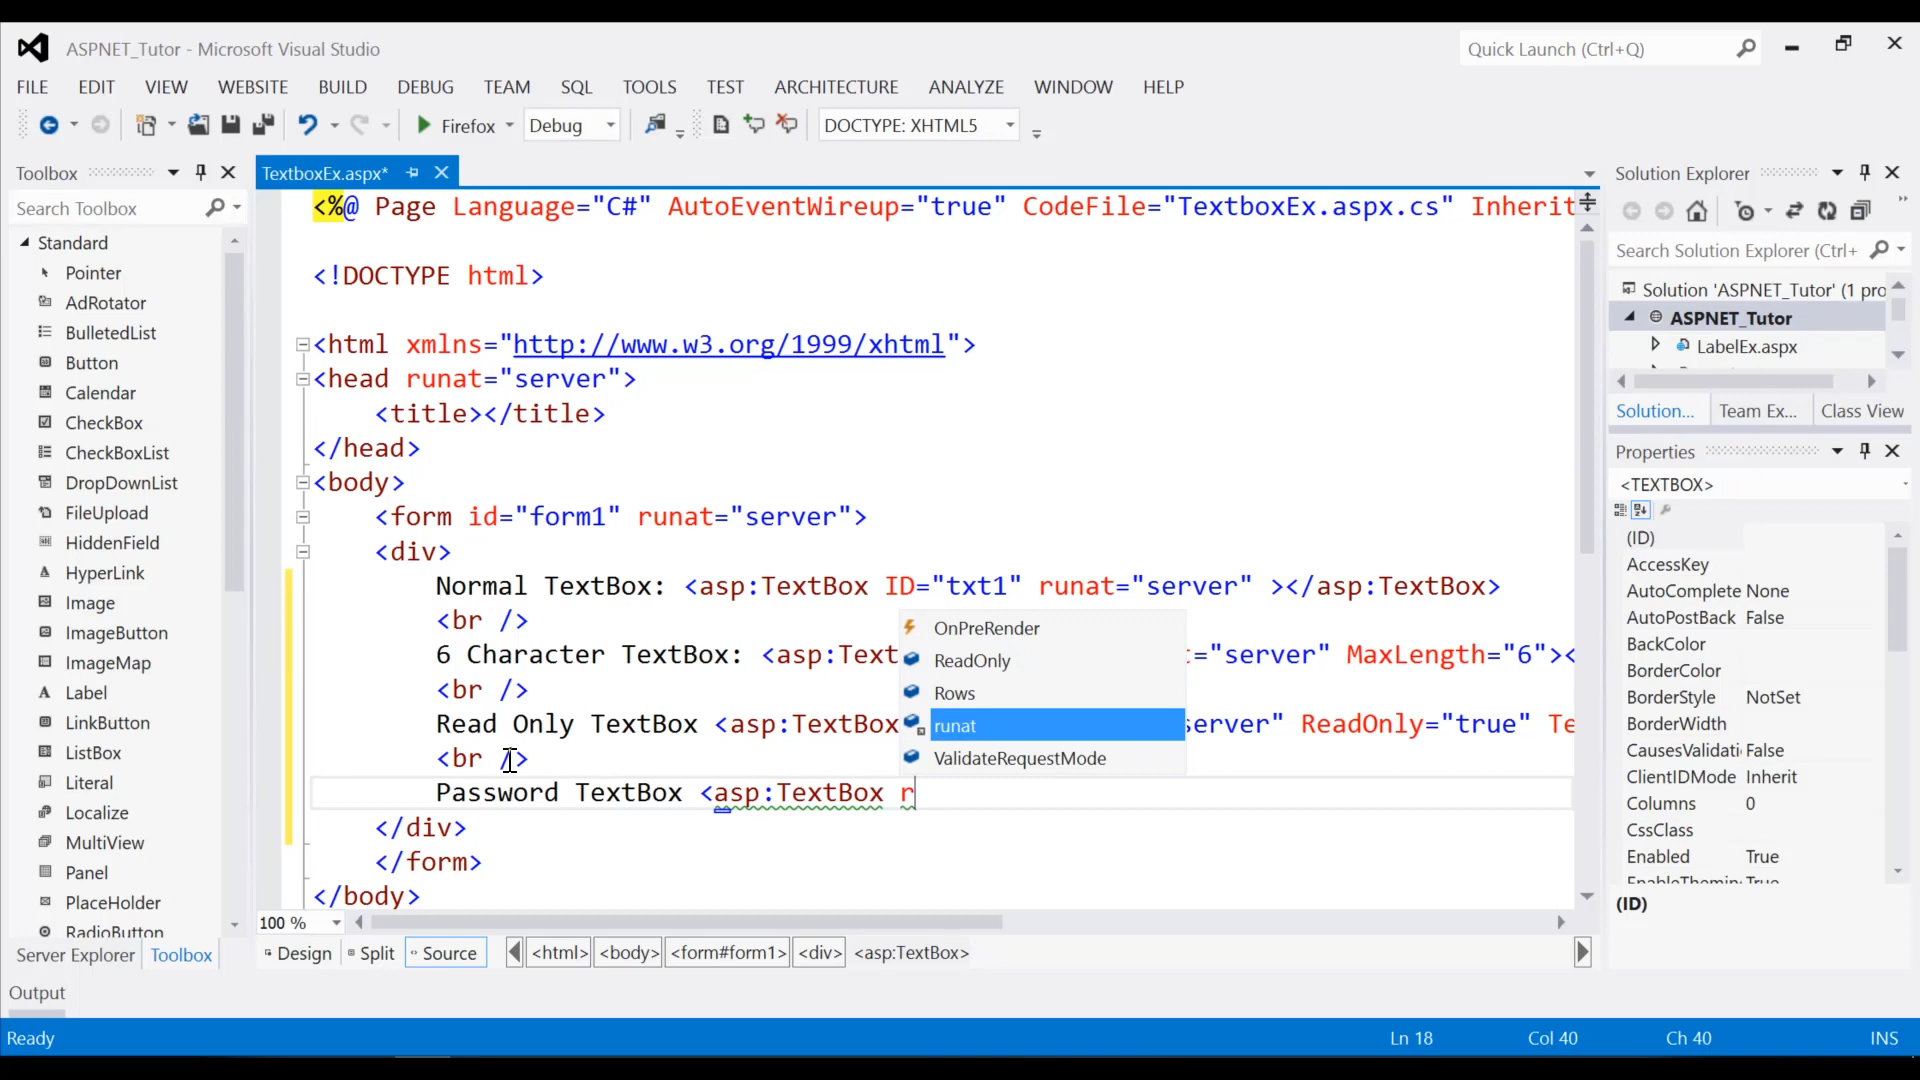 ASPNET_Tutor - Microsoft Visual Studio
Quick Launch (Ctrl+Q)
FILE EDIT VIEW WEBSITE BUILD DEBUG TEAM SQL TOOLS TEST ARCHITECTURE ANALYZE WINDOW HELP
Firefox Debug DOCTYPE: XHTML5
Toolbox
Search Toolbox
Standard
Pointer
AdRotator
BulletedList
Button
Calendar
CheckBox
CheckBoxList
DropDownList
FileUpload
HiddenField
HyperLink
Image
ImageButton
ImageMap
Label
LinkButton
ListBox
Literal
Localize
MultiView
Panel
PlaceHolder
RadioButton
Server Explorer Toolbox
TextboxEx.aspx*
<%@ Page Language="C#" AutoEventWireup="true" CodeFile="TextboxEx.aspx.cs" Inherit
<!DOCTYPE html>
<html xmlns="http://www.w3.org/1999/xhtml">
<head runat="server">
<title></title>
</head>
<body>
<form id="form1" runat="server">
<div>
Normal TextBox: <asp:TextBox ID="txt1" runat="server" ></asp:TextBox>
<br />
6 Character TextBox: <asp:Text t="server" MaxLength="6"><
<br />
Read Only TextBox <asp:TextBox server" ReadOnly="true" Te
<br />
Password TextBox <asp:TextBox r
</div>
</form>
</body>
OnPreRender
ReadOnly
Rows
runat
ValidateRequestMode
100 %
Design Split Source <html> <body> <form#form1> <div> <asp:TextBox>
Solution Explorer
Search Solution Explorer (Ctrl+
Solution 'ASPNET_Tutor' (1 pro
ASPNET_Tutor
LabelEx.aspx
Solution... Team Ex... Class View
Properties
<TEXTBOX>
(ID)
AccessKey
AutoComplete None
AutoPostBack False
BackColor
BorderColor
BorderStyle NotSet
BorderWidth
CausesValidati False
ClientIDMode Inherit
Columns 0
CssClass
Enabled True
EnableThemin True
(ID)
Output
Ready Ln 18 Col 40 Ch 40 INS